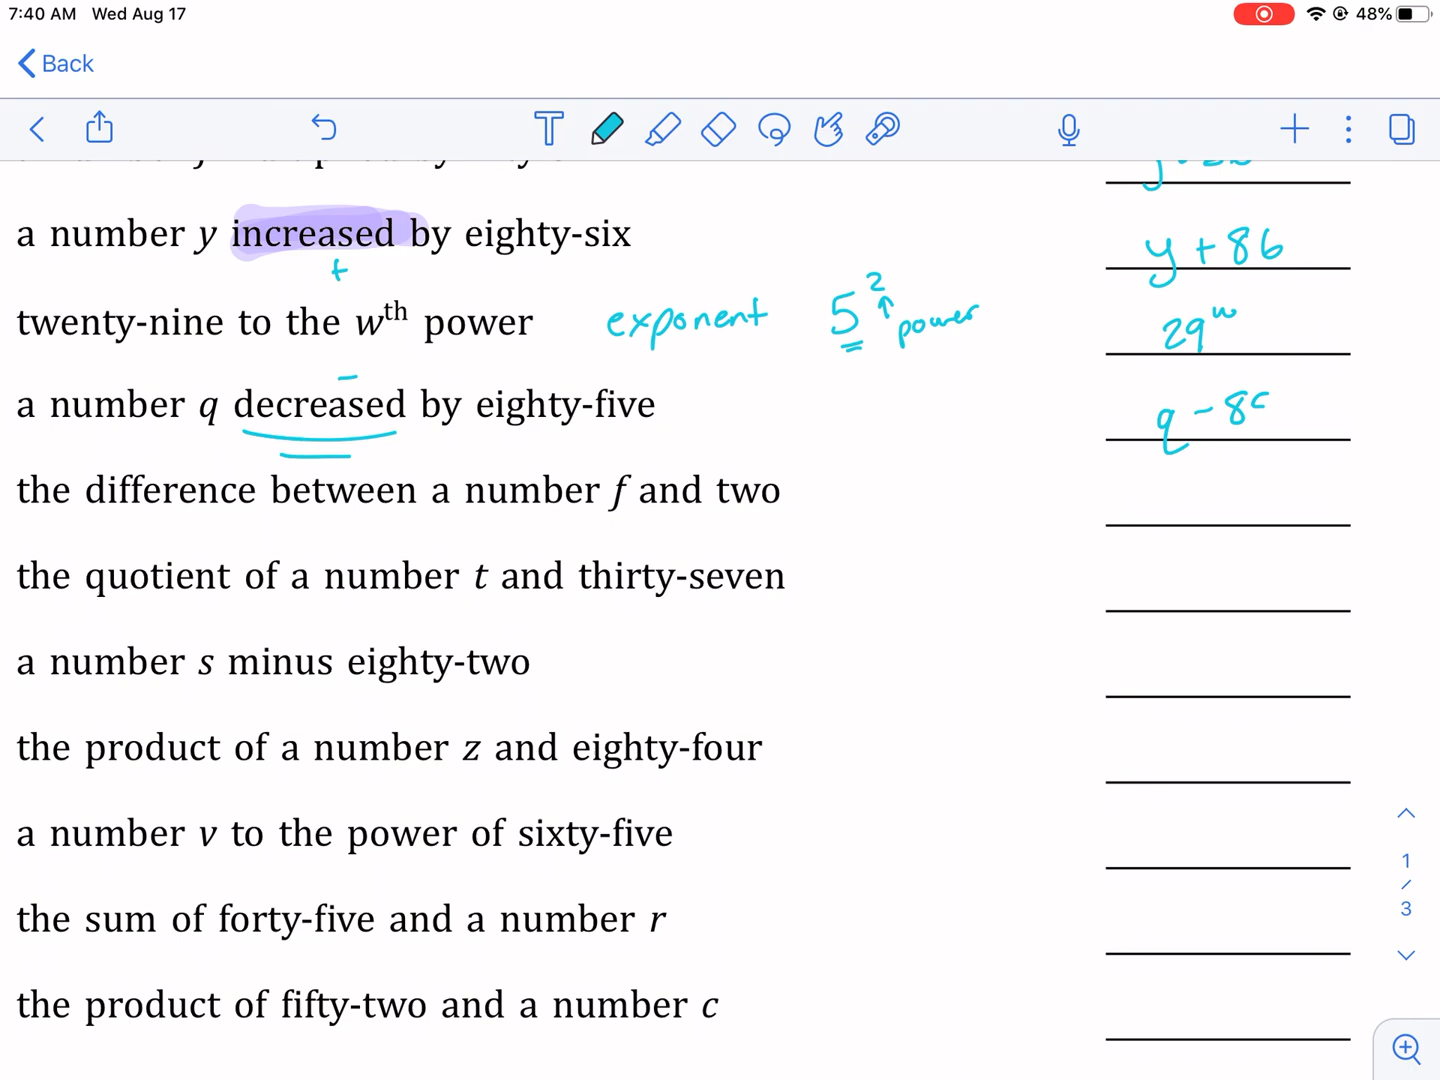 7:40 AM Wed Aug 17 48%
Back
a number y increased by eighty-six y + 86
+
twenty-nine to the wth power exponent 5² power 29ʷ
−
a number q decreased by eighty-five q - 8
the difference between a number f and two
the quotient of a number t and thirty-seven
a number s minus eighty-two
the product of a number z and eighty-four
a number v to the power of sixty-five
1
/
3
the sum of forty-five and a number r
the product of fifty-two and a number c